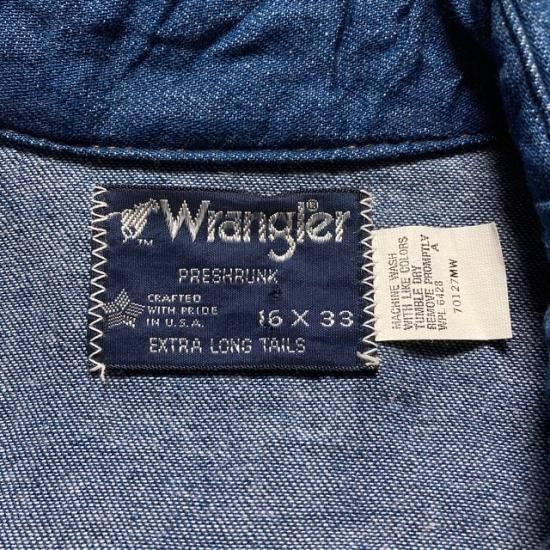 Wrangler®
TM
PRESHRUNK
CRAFTED
WITH PRIDE
IN U.S.A.
16 X 33
EXTRA LONG TAILS
MACHINE WASH
WITH LIKE COLORS
TUMBLE DRY
REMOVE PROMPTLY
WPL 6428 A
70127MW